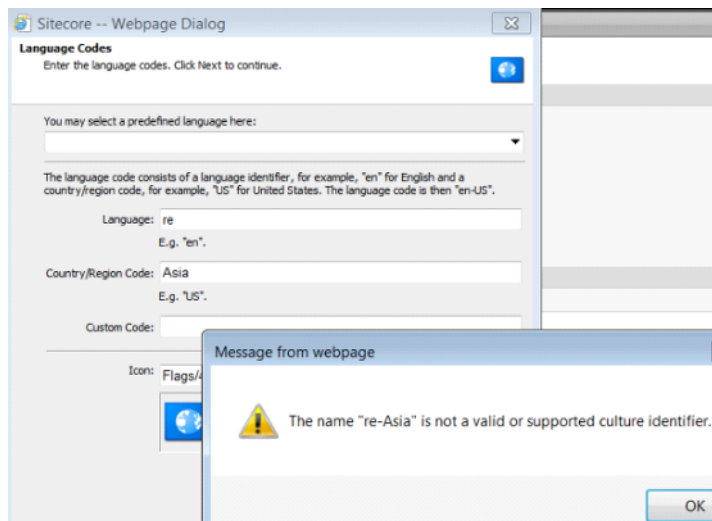 Sitecore -- Webpage Dialog
Language Codes
Enter the language codes. Click Next to continue.
You may select a predefined language here:
The language code consists of a language identifier, for example, "en" for English and a
country/region code, for example, "US" for United States. The language code is then "en-US".
Language: re
E.g. "en".
Country/Region Code: Asia
E.g. "US".
Custom Code:
Icon: Flags/
Message from webpage
The name "re-Asia" is not a valid or supported culture identifier.
OK